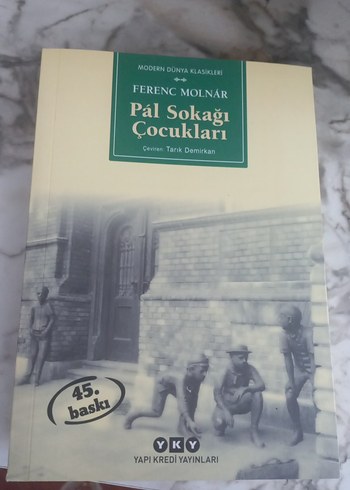 MODERN DÜNYA KLASİKLERİ
FERENC MOLNÁR
Pál Sokağı
Çocukları
Çeviren: Tarık Demirkan
45.
baskı
YKY
YAPI KREDİ YAYINLARI